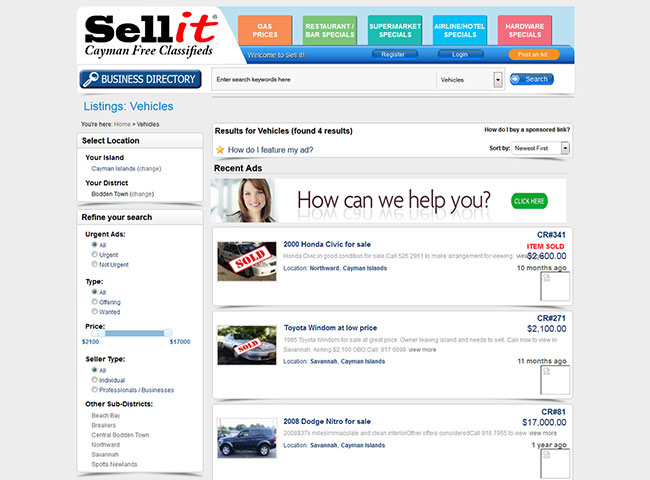 Sellit®
Cayman Free Classifieds
GAS PRICES
RESTAURANT / BAR SPECIALS
SUPERMARKET SPECIALS
AIRLINE/HOTEL SPECIALS
HARDWARE SPECIALS
Welcome to Sell it! Register Login Post an Ad
BUSINESS DIRECTORY Enter search keywords here Vehicles Search
Listings: Vehicles
You're here: Home > Vehicles
Select Location
Your Island
Cayman Islands (change)
Your District
Bodden Town (change)
Refine your search
Urgent Ads:
All
Urgent
Not Urgent
Type:
All
Offering
Wanted
Price:
$2100 $17000
Seller Type:
All
Individual
Professionals / Businesses
Other Sub-Districts:
Beach Bay
Breakers
Central Bodden Town
Northward
Savannah
Spotts Newlands
Results for Vehicles (found 4 results) How do I buy a sponsored link?
How do I feature my ad? Sort by: Newest First
Recent Ads
How can we help you? CLICK HERE
CR#341
2000 Honda Civic for sale ITEM SOLD
SOLD
Honda Civic in good condition for sale.Call 526 2961 to make arrangement for viewing. $2,600.00
Location: Northward, Cayman Islands 10 months ago
CR#271
Toyota Windom at low price $2,100.00
SOLD
1995 Toyota Windom for sale at great price. Owner leaving island and needs to sell. Can now to view in
Savannah. Asking $2,100 OBO.Call: 917 0098 view more
Location: Savannah, Cayman Islands 11 months ago
CR#81
2008 Dodge Nitro for sale $17,000.00
2008$37x milesImmaculate and clean interiorOther offers consideredCall 916 7955 to view view more
Location: Savannah, Cayman Islands 1 year ago